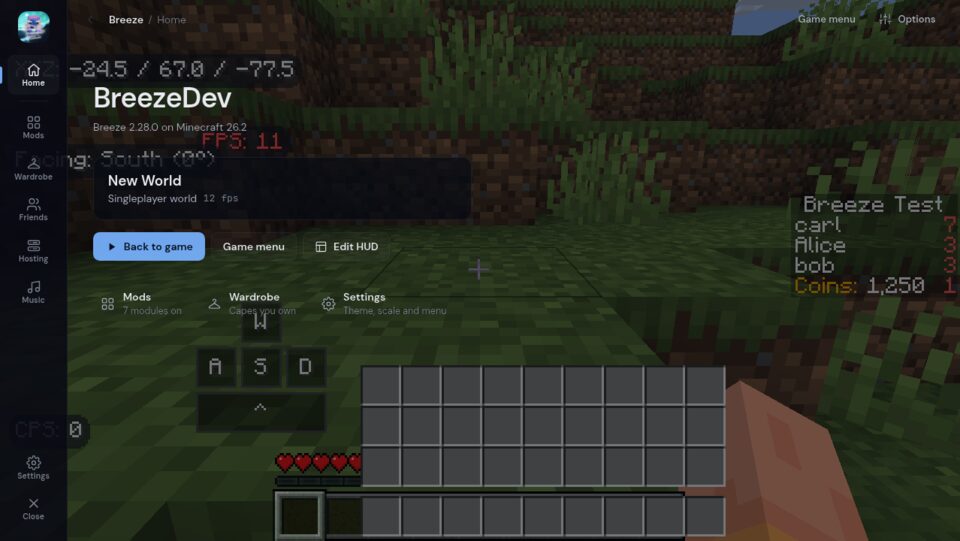 Breeze / Home
Game menu
Options
XYZ: -24.5 / 67.0 / -77.5
Home
BreezeDev
Breeze 2.28.0 on Minecraft 26.2
FPS: 11
Mods
Facing: South (0°)
Wardrobe
New World
Singleplayer world 12 fps
Friends
Breeze Test
carl 7
Alice 3
bob 3
Coins: 1,250 1
Hosting
Back to game
Game menu
Edit HUD
Music
Mods
7 modules on
Wardrobe
Capes you own
Settings
Theme, scale and menu
W
A S D
^
CPS: 0
Settings
Close